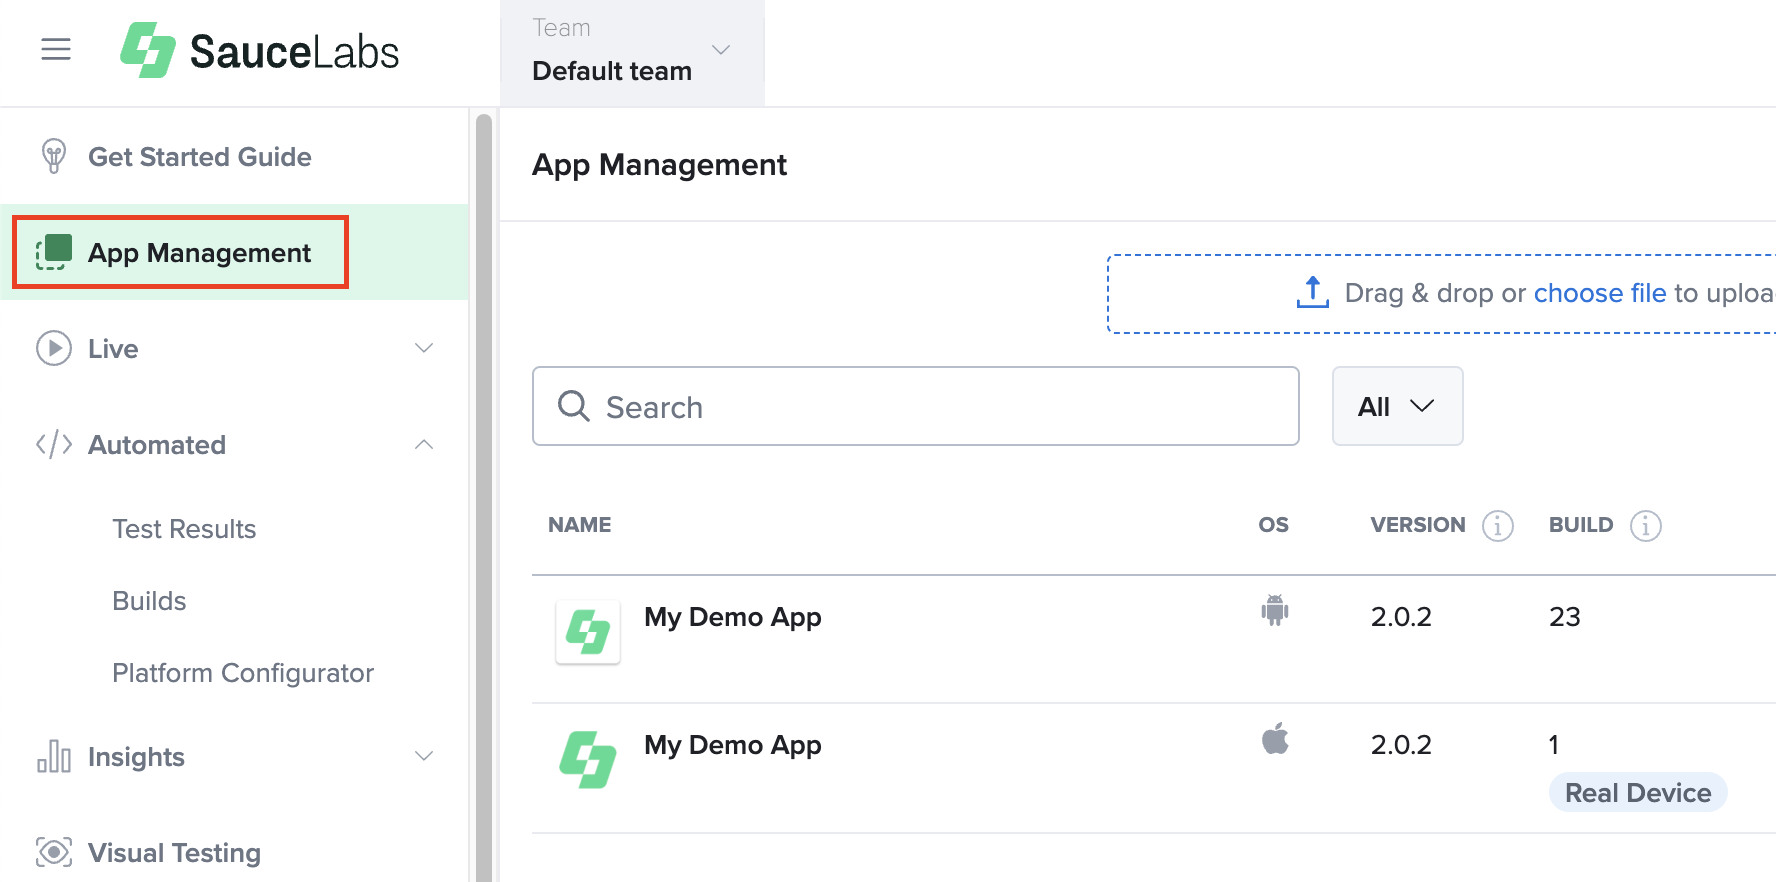 SauceLabs
Team
Default team
Get Started Guide
App Management
Live
Automated
Test Results
Builds
Platform Configurator
Insights
Visual Testing
App Management
Drag & drop or choose file to uploa
Search
All
NAME OS VERSION BUILD
My Demo App 2.0.2 23
My Demo App 2.0.2 1
Real Device